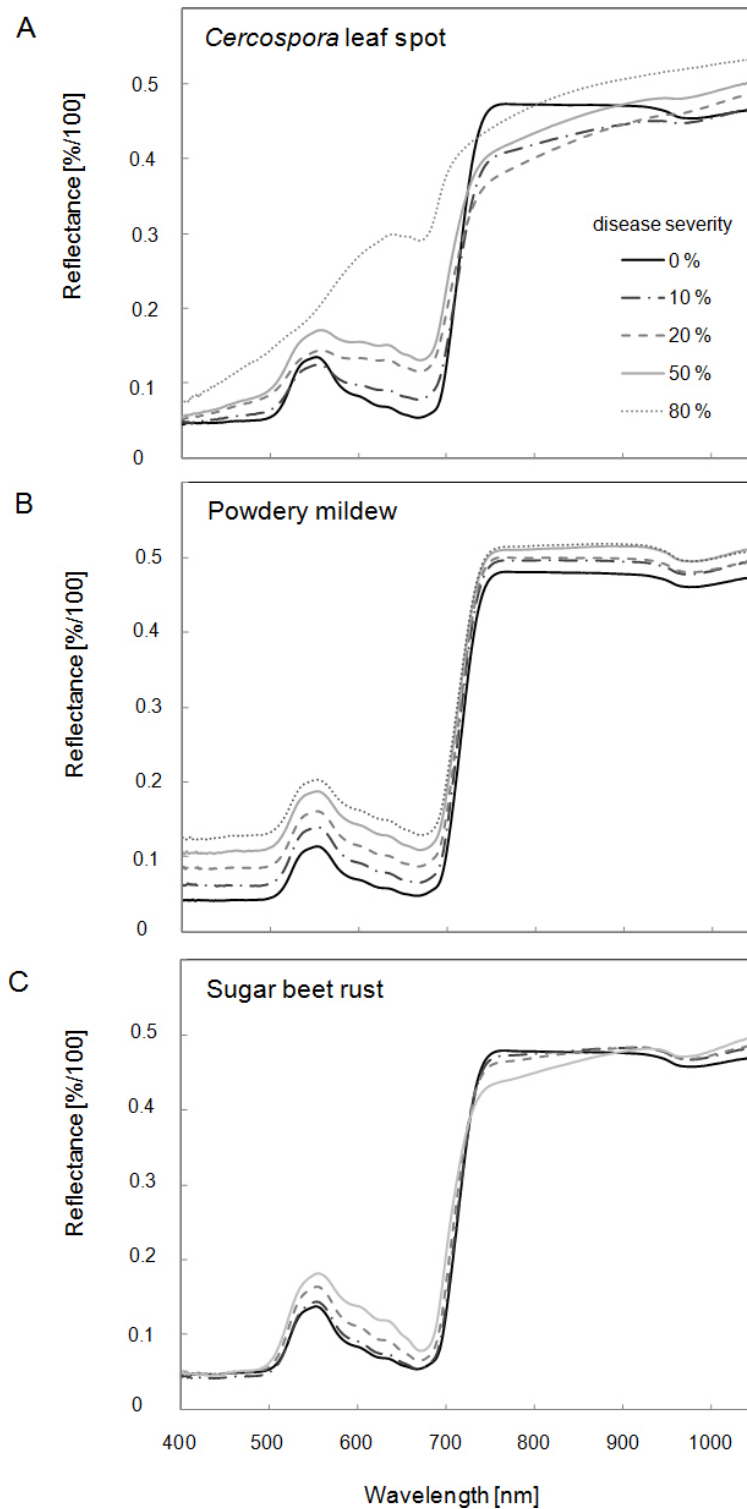 A
Cercospora leaf spot
0.5
0.4
0.3
0.2
0.1
0
Reflectance [%/100]
disease severity
0 %
10 %
20 %
50 %
80 %
B
Powdery mildew
0.5
0.4
0.3
0.2
0.1
0
Reflectance [%/100]
C
Sugar beet rust
0.5
0.4
0.3
0.2
0.1
0
Reflectance [%/100]
400 500 600 700 800 900 1000
Wavelength [nm]